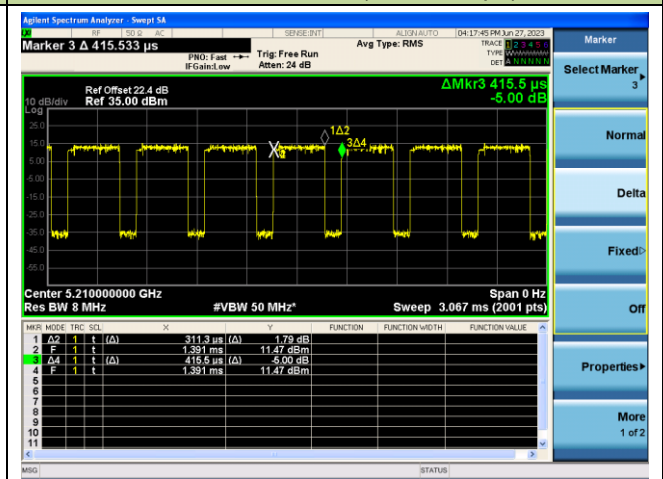 Agilent Spectrum Analyzer - Swept SA
RF 50 Ω AC SENSE:INT ALIGN AUTO 04:17:45 PM Jun 27, 2023
Marker 3 Δ 415.533 µs
PNO: Fast
IFGain:Low
Trig: Free Run
Atten: 24 dB
Avg Type: RMS
TRACE 1 2 3 4 5 6
TYPE
DET A N N N N N
ΔMkr3 415.5 µs
-5.00 dB
Ref Offset 22.4 dB
10 dB/div Ref 35.00 dBm
Log
25.0
15.0
5.00
-5.00
-15.0
-25.0
-35.0
-45.0
-55.0
1Δ2
3Δ4
Center 5.210000000 GHz Span 0 Hz
Res BW 8 MHz #VBW 50 MHz* Sweep 3.067 ms (2001 pts)
MKR MODE TRC SCL X Y FUNCTION FUNCTION WIDTH FUNCTION VALUE
1 Δ2 1 t (Δ) 311.3 µs (Δ) 1.79 dB
2 F 1 t 1.391 ms 11.47 dBm
3 Δ4 1 t (Δ) 415.5 µs (Δ) -5.00 dB
4 F 1 t 1.391 ms 11.47 dBm
5
6
7
8
9
10
11
MSG STATUS
Marker
Select Marker
3
Normal
Delta
Fixed
Off
Properties
More
1 of 2